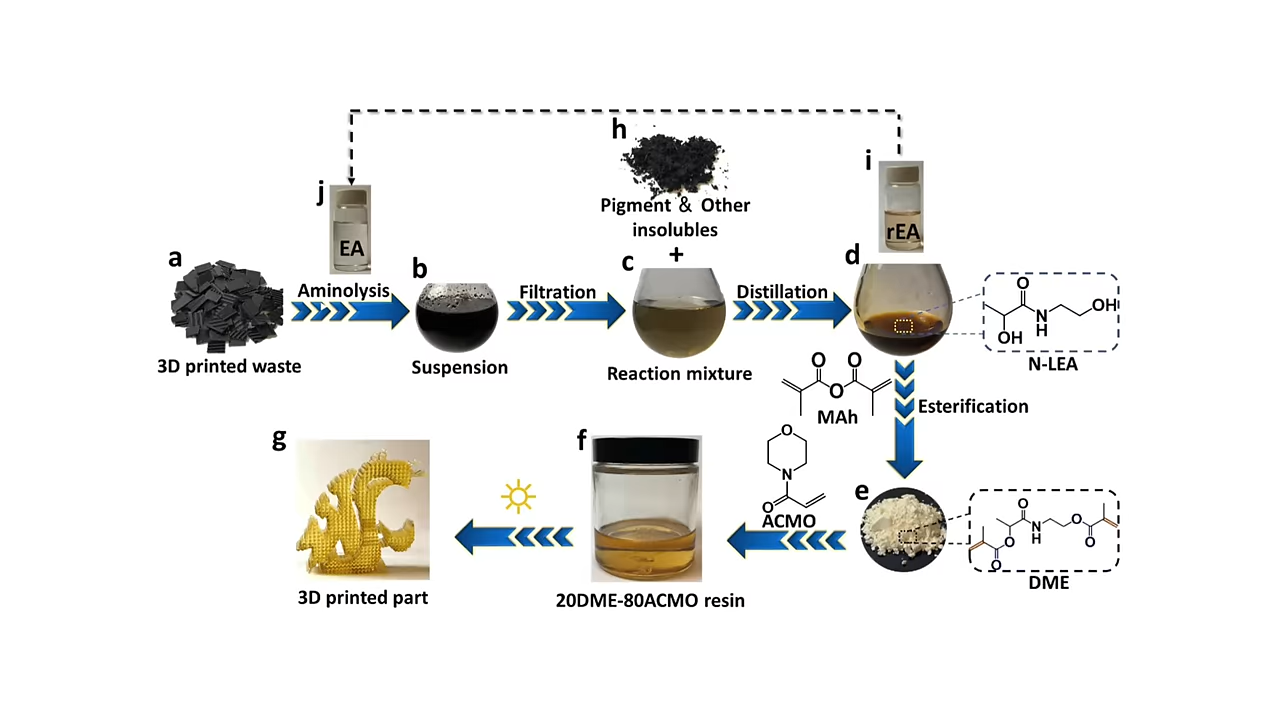 h
Pigment & Other
insolubles
+
i
rEA
j
EA
a
3D printed waste
Aminolysis
b
Suspension
Filtration
c
Reaction mixture
Distillation
d
O
OH
N
H
OH
N-LEA
O
O
O
MAh
Esterification
e
O
NH
O
O
O
O
DME
O
N
O
ACMO
f
20DME-80ACMO resin
g
3D printed part